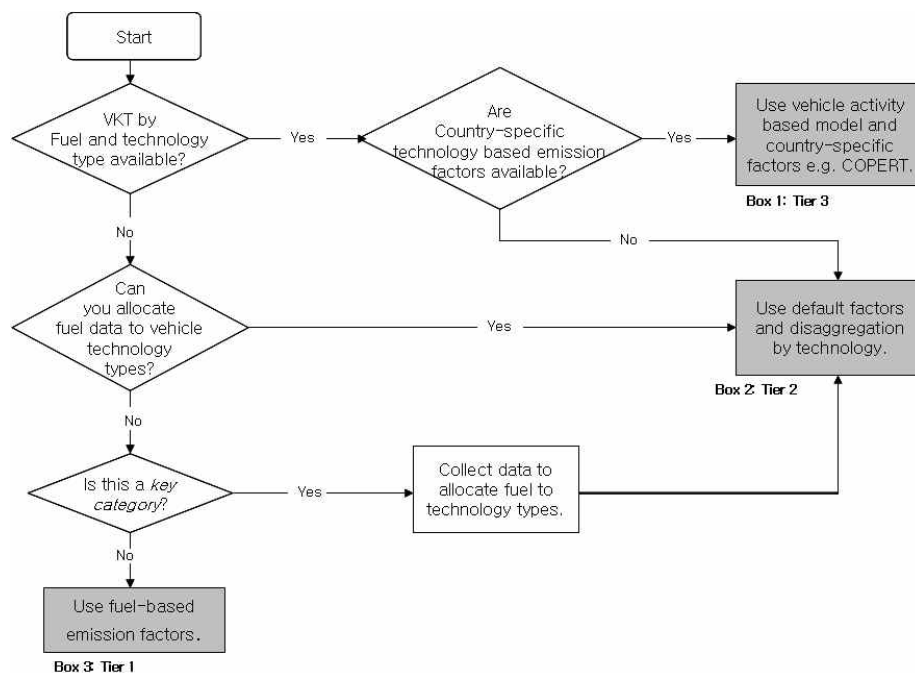 Start
VKT by
Fuel and technology
type available?
Yes
Are
Country-specific
technology based emission
factors available?
Yes
Use vehicle activity
based model and
country-specific
factors e.g. COPERT.
Box 1: Tier 3
No
No
Can
you allocate
fuel data to vehicle
technology
types?
Yes
Use default factors
and disaggregation
by technology.
Box 2: Tier 2
No
Is this a key
category?
Yes
Collect data to
allocate fuel to
technology types.
No
Use fuel-based
emission factors.
Box 3: Tier 1